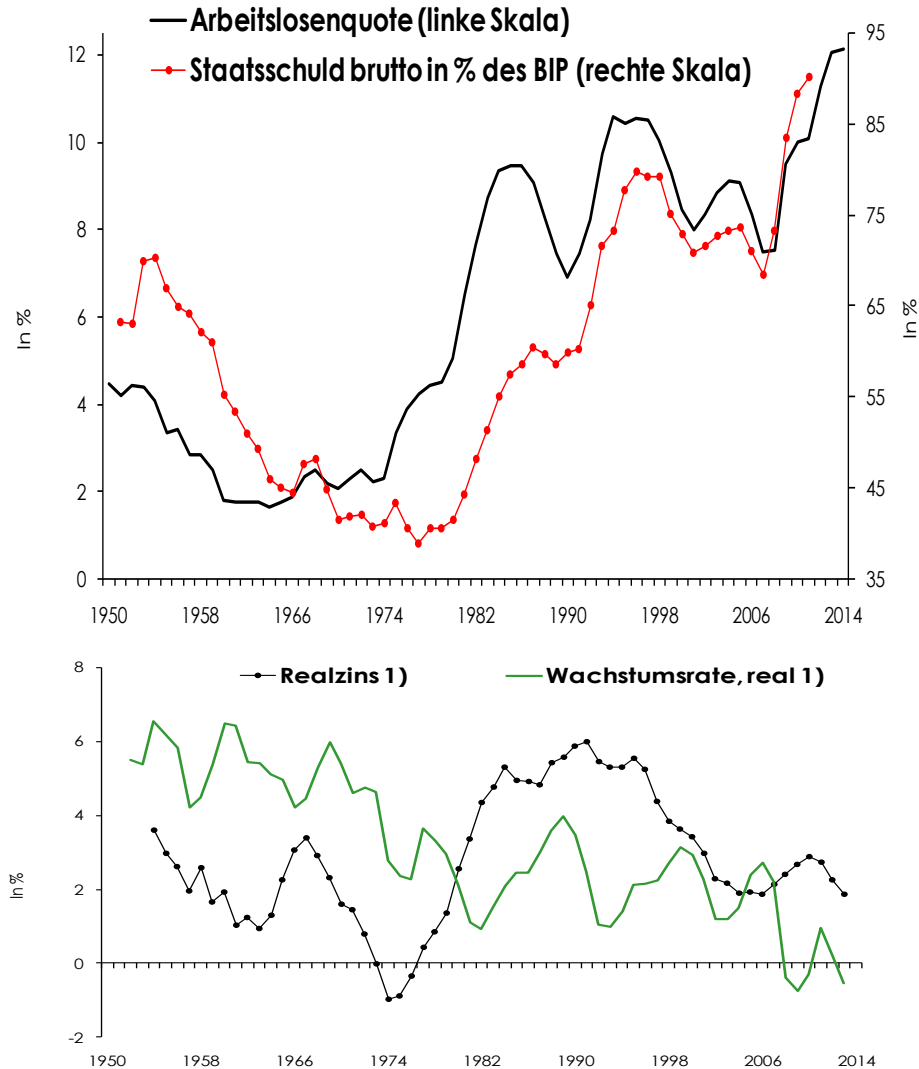 Arbeitslosenquote (linke Skala)
Staatsschuld brutto in % des BIP (rechte Skala)
12
10
8
6
4
2
0
In %
95
85
75
65
55
45
35
In %
1950 1958 1966 1974 1982 1990 1998 2006 2014
Realzins 1) Wachstumsrate, real 1)
8
6
4
2
0
-2
In %
1950 1958 1966 1974 1982 1990 1998 2006 2014